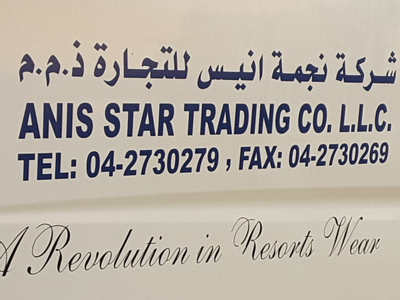 شركة نجمة انيس للتجارة ذ.م.م
ANIS STAR TRADING CO. L.L.C.
TEL: 04-2730279 , FAX: 04-2730269
A Revolution in Resorts Wear